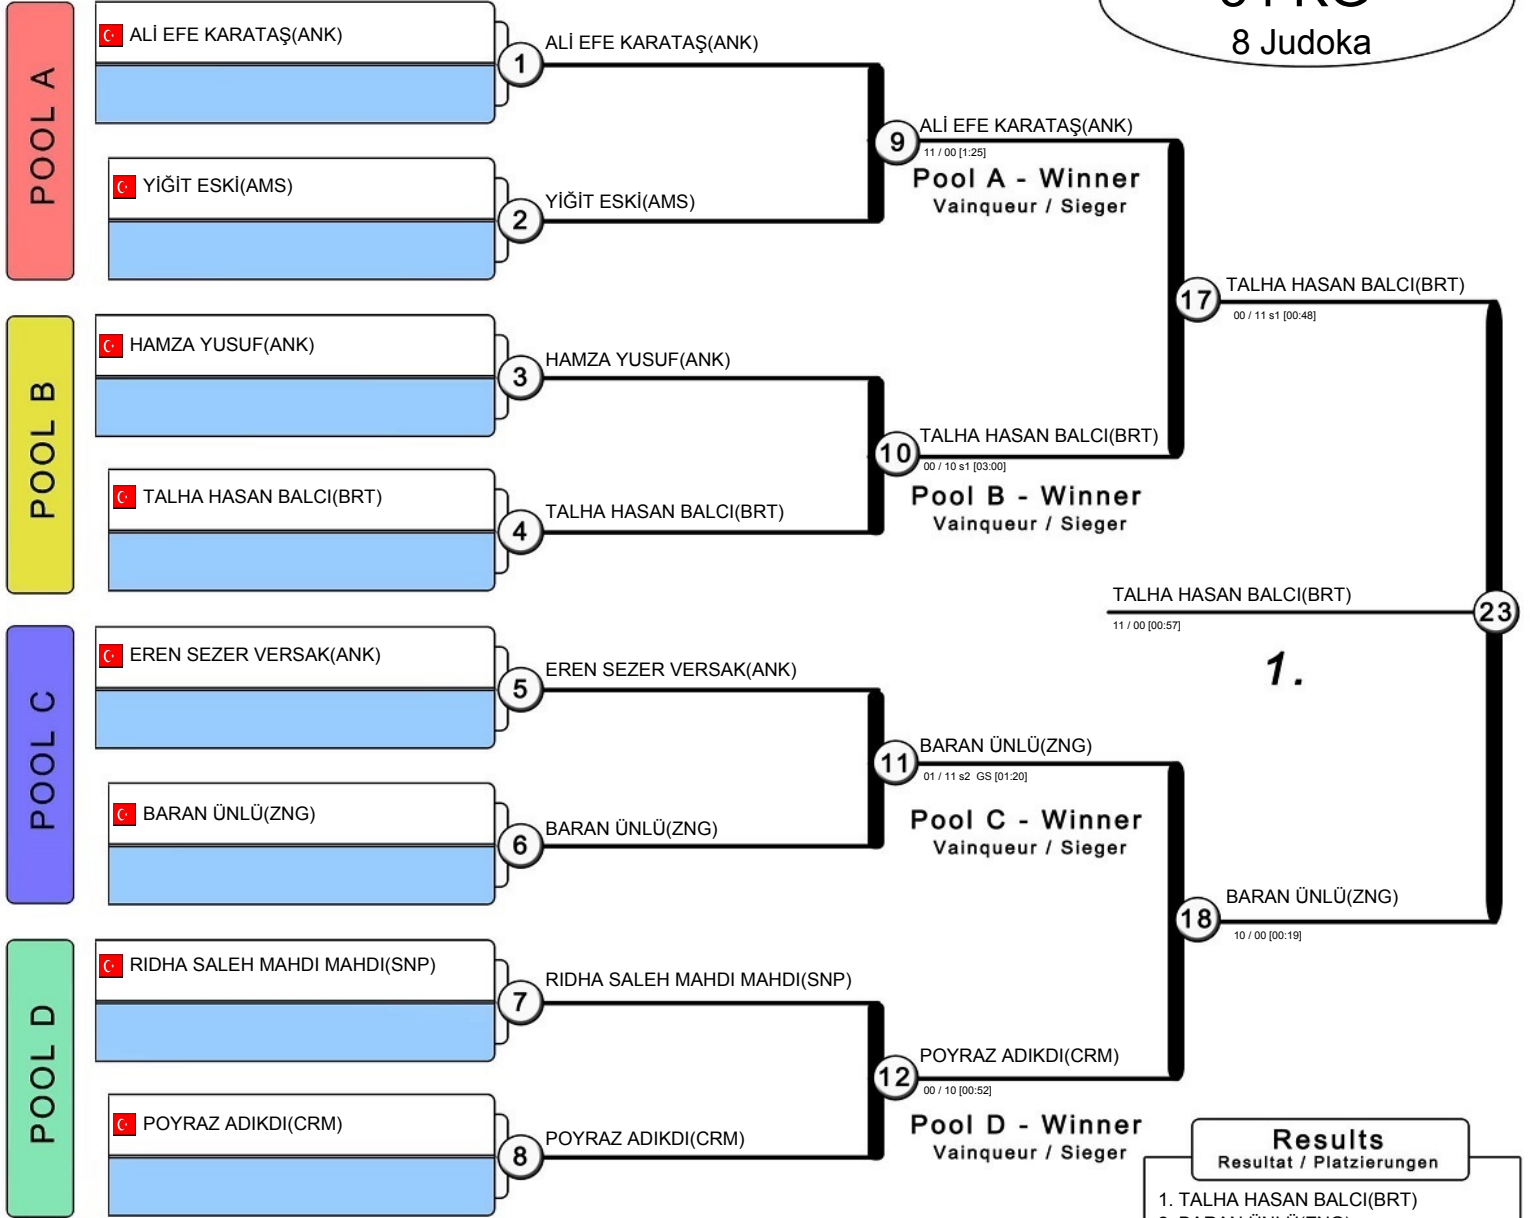 8 Judoka
POOL A
ALİ EFE KARATAŞ(ANK)
1
ALİ EFE KARATAŞ(ANK)
YİĞİT ESKİ(AMS)
2
YİĞİT ESKİ(AMS)
9
ALİ EFE KARATAŞ(ANK)
11 / 00 [1:25]
Pool A - Winner
Vainqueur / Sieger
POOL B
HAMZA YUSUF(ANK)
3
HAMZA YUSUF(ANK)
TALHA HASAN BALCI(BRT)
4
TALHA HASAN BALCI(BRT)
10
TALHA HASAN BALCI(BRT)
00 / 10 s1 [03:00]
Pool B - Winner
Vainqueur / Sieger
17
TALHA HASAN BALCI(BRT)
00 / 11 s1 [00:48]
TALHA HASAN BALCI(BRT)
23
11 / 00 [00:57]
1.
POOL C
EREN SEZER VERSAK(ANK)
5
EREN SEZER VERSAK(ANK)
BARAN ÜNLÜ(ZNG)
6
BARAN ÜNLÜ(ZNG)
11
BARAN ÜNLÜ(ZNG)
01 / 11 s2 GS [01:20]
Pool C - Winner
Vainqueur / Sieger
18
BARAN ÜNLÜ(ZNG)
10 / 00 [00:19]
POOL D
RIDHA SALEH MAHDI MAHDI(SNP)
7
RIDHA SALEH MAHDI MAHDI(SNP)
POYRAZ ADIKDI(CRM)
8
POYRAZ ADIKDI(CRM)
12
POYRAZ ADIKDI(CRM)
00 / 10 [00:52]
Pool D - Winner
Vainqueur / Sieger
Results
Resultat / Platzierungen
1. TALHA HASAN BALCI(BRT)